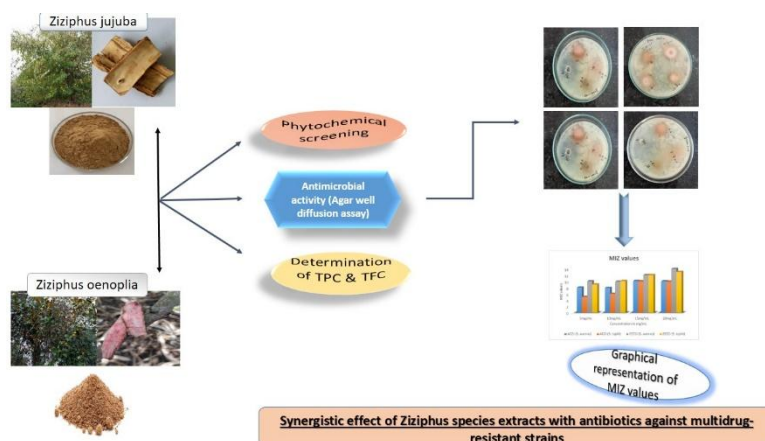 Ziziphus jujuba
Phytochemical
screening
Antimicrobial
activity (Agar well
diffusion assay)
Determination
of TPC & TFC
Ziziphus oenoplia
MIZ values
Graphical
representation of
MIZ values
Synergistic effect of Ziziphus species extracts with antibiotics against multidrug-
resistant strains